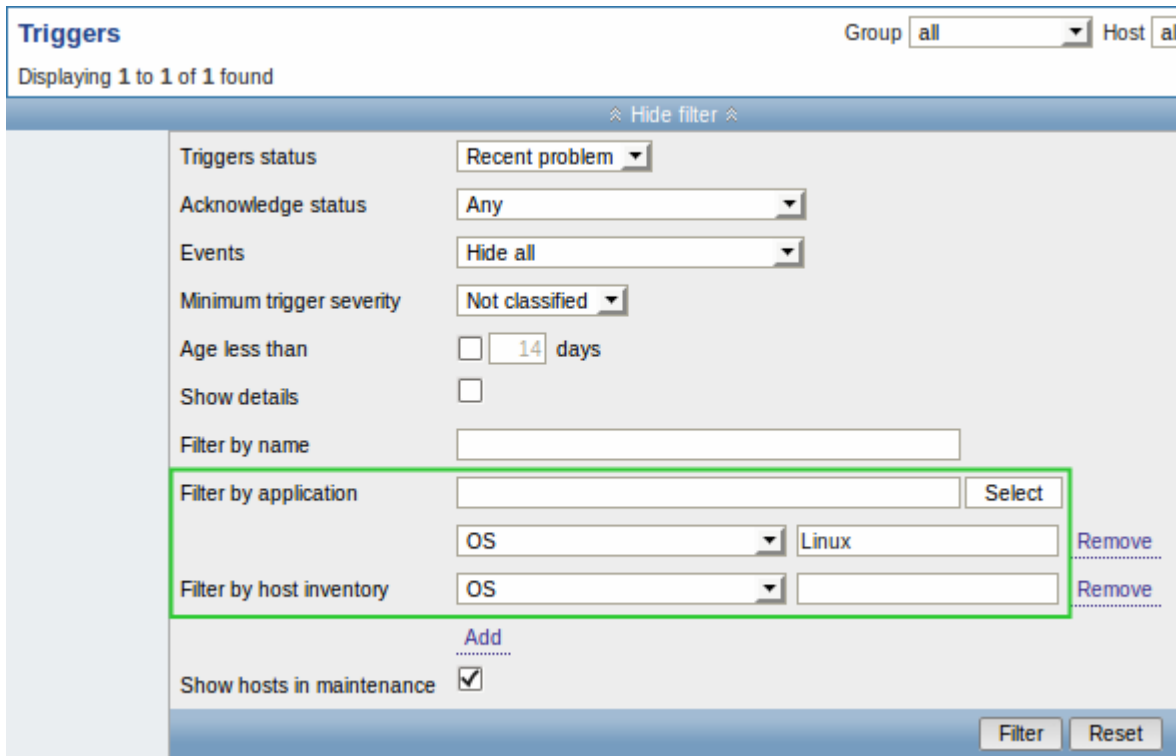 Triggers Group all Host al
Displaying 1 to 1 of 1 found
Hide filter
Triggers status Recent problem
Acknowledge status Any
Events Hide all
Minimum trigger severity Not classified
Age less than 14 days
Show details
Filter by name
Filter by application Select
OS Linux Remove
Filter by host inventory OS Remove
Add
Show hosts in maintenance
Filter Reset